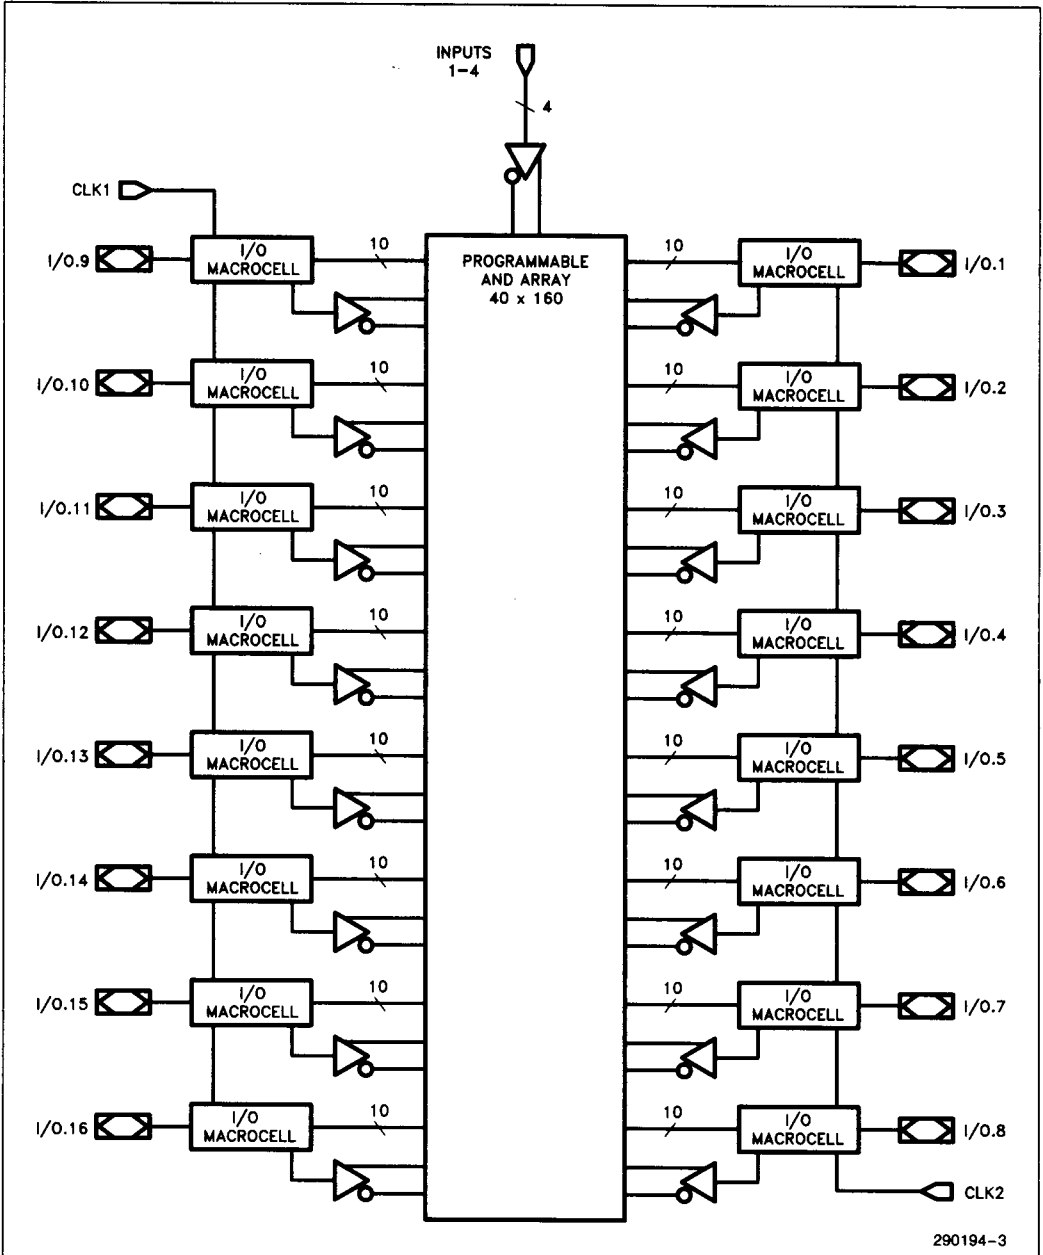 INPUTS
1-4
4
CLK1
I/O.9
I/O
MACROCELL
10
PROGRAMMABLE
AND ARRAY
40 x 160
10
I/O
MACROCELL
I/O.1
I/O.10
I/O
MACROCELL
10
10
I/O
MACROCELL
I/O.2
I/O.11
I/O
MACROCELL
10
10
I/O
MACROCELL
I/O.3
I/O.12
I/O
MACROCELL
10
10
I/O
MACROCELL
I/O.4
I/O.13
I/O
MACROCELL
10
10
I/O
MACROCELL
I/O.5
I/O.14
I/O
MACROCELL
10
10
I/O
MACROCELL
I/O.6
I/O.15
I/O
MACROCELL
10
10
I/O
MACROCELL
I/O.7
I/O.16
I/O
MACROCELL
10
10
I/O
MACROCELL
I/O.8
CLK2
290194-3